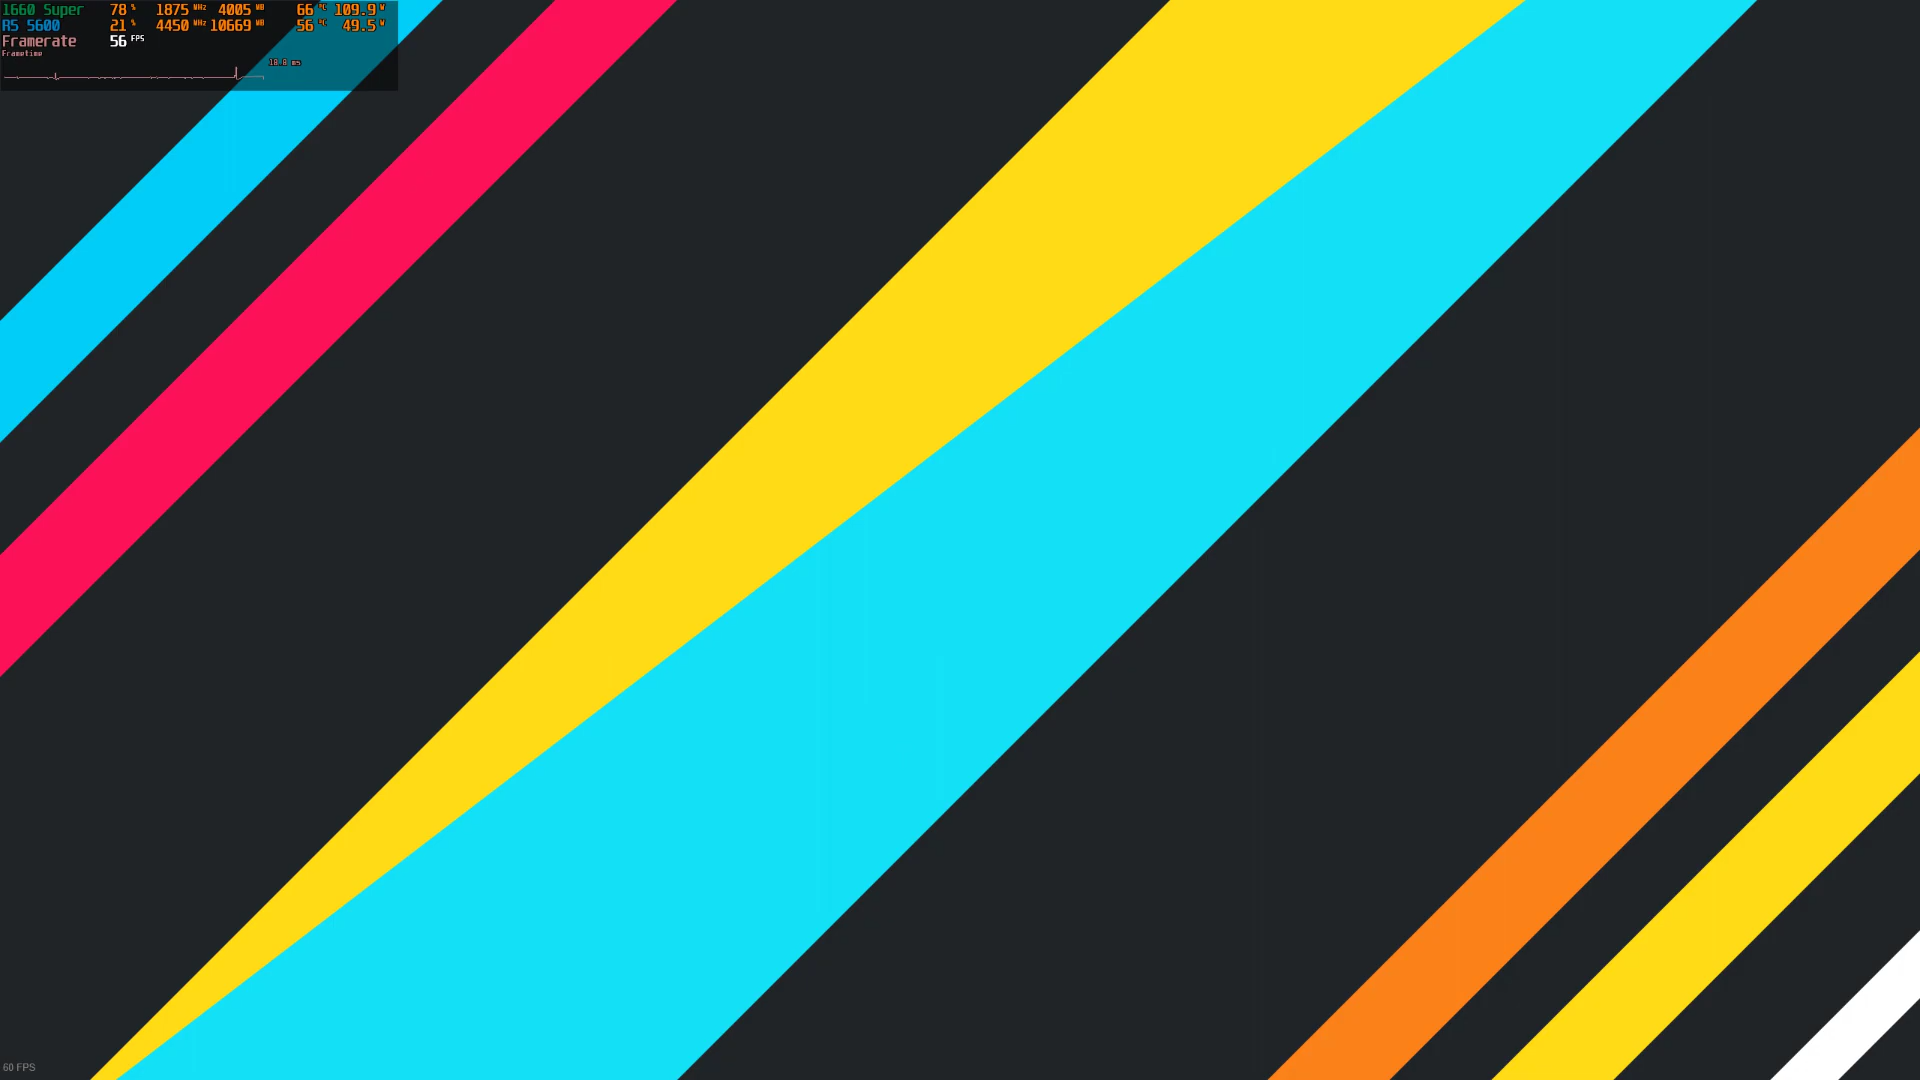 1660 Super 78 % 1875 MHz 4005 MB 66 °C 109.9 W
R5 5600 21 % 4450 MHz 10669 MB 56 °C 49.5 W
Framerate 56 FPS
Frametime
60 FPS